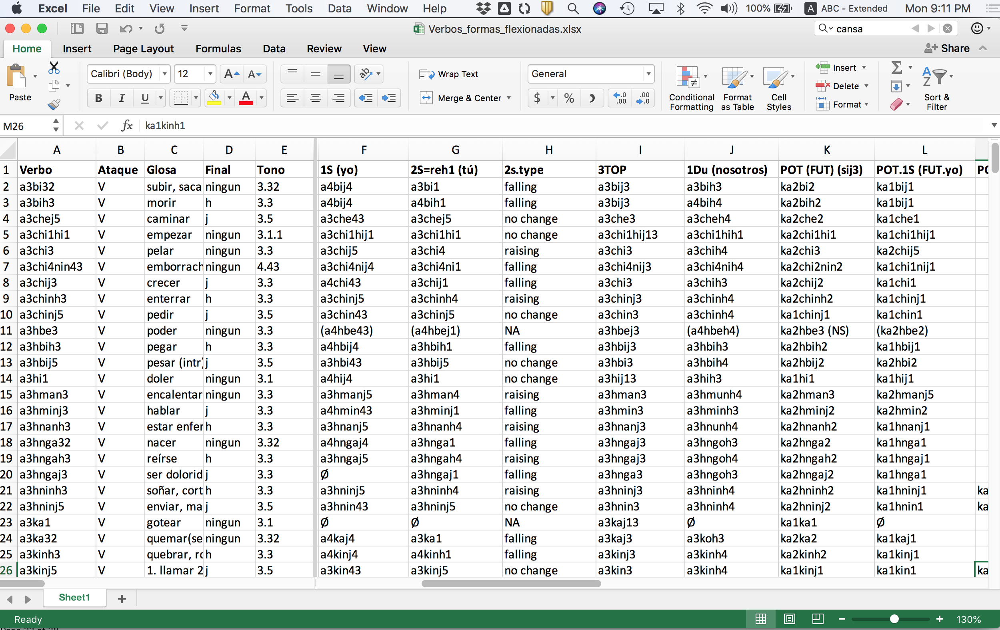 Excel File Edit View Insert Format Tools Data Window Help 100% A ABC - Extended Mon 9:11 PM
Verbos_formas_flexionadas.xlsx cansa
Home Insert Page Layout Formulas Data Review View Share
Paste Calibri (Body) 12 A A B I U A ab Wrap Text Merge & Center General $ % .0 .00 .00 .0 Conditional Formatting Format as Table Cell Styles Insert Delete Format Σ A Z Sort & Filter
M26 fx ka1kinh1
A B C D E F G H I J K L
1 Verbo Ataque Glosa Final Tono 1S (yo) 2S=reh1 (tú) 2s.type 3TOP 1Du (nosotros) POT (FUT) (sij3) POT.1S (FUT.yo)
2 a3bi32 V subir, saca ningun 3.32 a4bij4 a3bi1 falling a3bij3 a3bih3 ka2bi2 ka1bij1
3 a3bih3 V morir h 3.3 a4bij4 a4bih1 falling a3bij3 a4bih4 ka2bih2 ka1bij1
4 a3chej5 V caminar j 3.5 a3che43 a3chej5 no change a3che3 a3cheh4 ka2che2 ka1che1
5 a3chi1hi1 V empezar ningun 3.1.1 a3chi1hij1 a3chi1hi1 no change a3chi1hij13 a3chi1hih1 ka2chi1hi1 ka1chi1hij1
6 a3chi3 V pelar ningun 3.3 a3chij5 a3chi4 raising a3chi3 a3chih4 ka2chi3 ka2chij5
7 a3chi4nin43 V emborrach ningun 4.43 a3chi4nij4 a3chi4ni1 falling a3chi4nij3 a3chi4nih4 ka2chi2nin2 ka1chi1nij1
8 a3chij3 V crecer j 3.3 a4chi43 a3chij1 falling a3chi3 a3chih3 ka2chij2 ka1chi1
9 a3chinh3 V enterrar h 3.3 a3chinj5 a3chinh4 raising a3chinj3 a3chinh4 ka2chinh2 ka1chinj1
10 a3chinj5 V pedir j 3.5 a3chin43 a3chinj5 no change a3chin3 a3chinh4 ka1chinj1 ka1chin1
11 a3hbe3 V poder ningun 3.3 (a4hbe43) (a4hbej1) NA a3hbej3 (a4hbeh4) ka2hbe3 (NS) (ka2hbe2)
12 a3hbih3 V pegar h 3.3 a4hbij4 a3hbih1 falling a3hbij3 a3hbih3 ka2hbih2 ka1hbij1
13 a3hbij5 V pesar (intr) j 3.5 a3hbi43 a3hbij5 no change a3hbi3 a3hbih4 ka2hbij2 ka2hbi2
14 a3hi1 V doler ningun 3.1 a4hij4 a3hi1 no change a3hij13 a3hih3 ka1hi1 ka1hij1
15 a3hman3 V encalentar ningun 3.3 a3hmanj5 a3hman4 raising a3hman3 a3hmunh4 ka2hman3 ka2hmanj5
16 a3hminj3 V hablar j 3.3 a4hmin43 a3hminj1 falling a3hmin3 a3hminh3 ka2hminj2 ka2hmin2
17 a3hnanh3 V estar enfer h 3.3 a3hnanj5 a3hnanh4 raising a3hnanj3 a3hnunh4 ka2hnanh2 ka1hnanj1
18 a3hnga32 V nacer ningun 3.32 a4hngaj4 a3hnga1 falling a3hngaj3 a3hngoh3 ka2hnga2 ka1hnga1
19 a3hngah3 V reírse h 3.3 a3hngaj5 a3hngah4 raising a3hngaj3 a3hngoh4 ka2hngah2 ka1hngaj1
20 a3hngaj3 V ser dolorid j 3.3 Ø a3hngaj1 falling a3hnga3 a3hngoh3 ka2hngaj2 ka1hnga1
21 a3hninh3 V soñar, cort h 3.3 a3hninj5 a3hninh4 raising a3hninj3 a3hninh4 ka2hninh2 ka1hninj1 ka
22 a3hninj5 V enviar, ma j 3.5 a3hnin43 a3hninj5 no change a3hnin3 a3hninh4 ka2hninj2 ka1hnin1 ka
23 a3ka1 V gotear ningun 3.1 Ø Ø NA a3kaj13 Ø ka1ka1 Ø
24 a3ka32 V quemar(se ningun 3.32 a4kaj4 a3ka1 falling a3kaj3 a3koh3 ka2ka2 ka1kaj1
25 a3kinh3 V quebrar, ro h 3.3 a4kinj4 a4kinh1 falling a3kinj3 a3kinh4 ka2kinh2 ka1kinj1
26 a3kinj5 V 1. llamar 2 j 3.5 a3kin43 a3kinj5 no change a3kin3 a3kinh4 ka1kinj1 ka1kin1 ka
Sheet1
Ready 130%